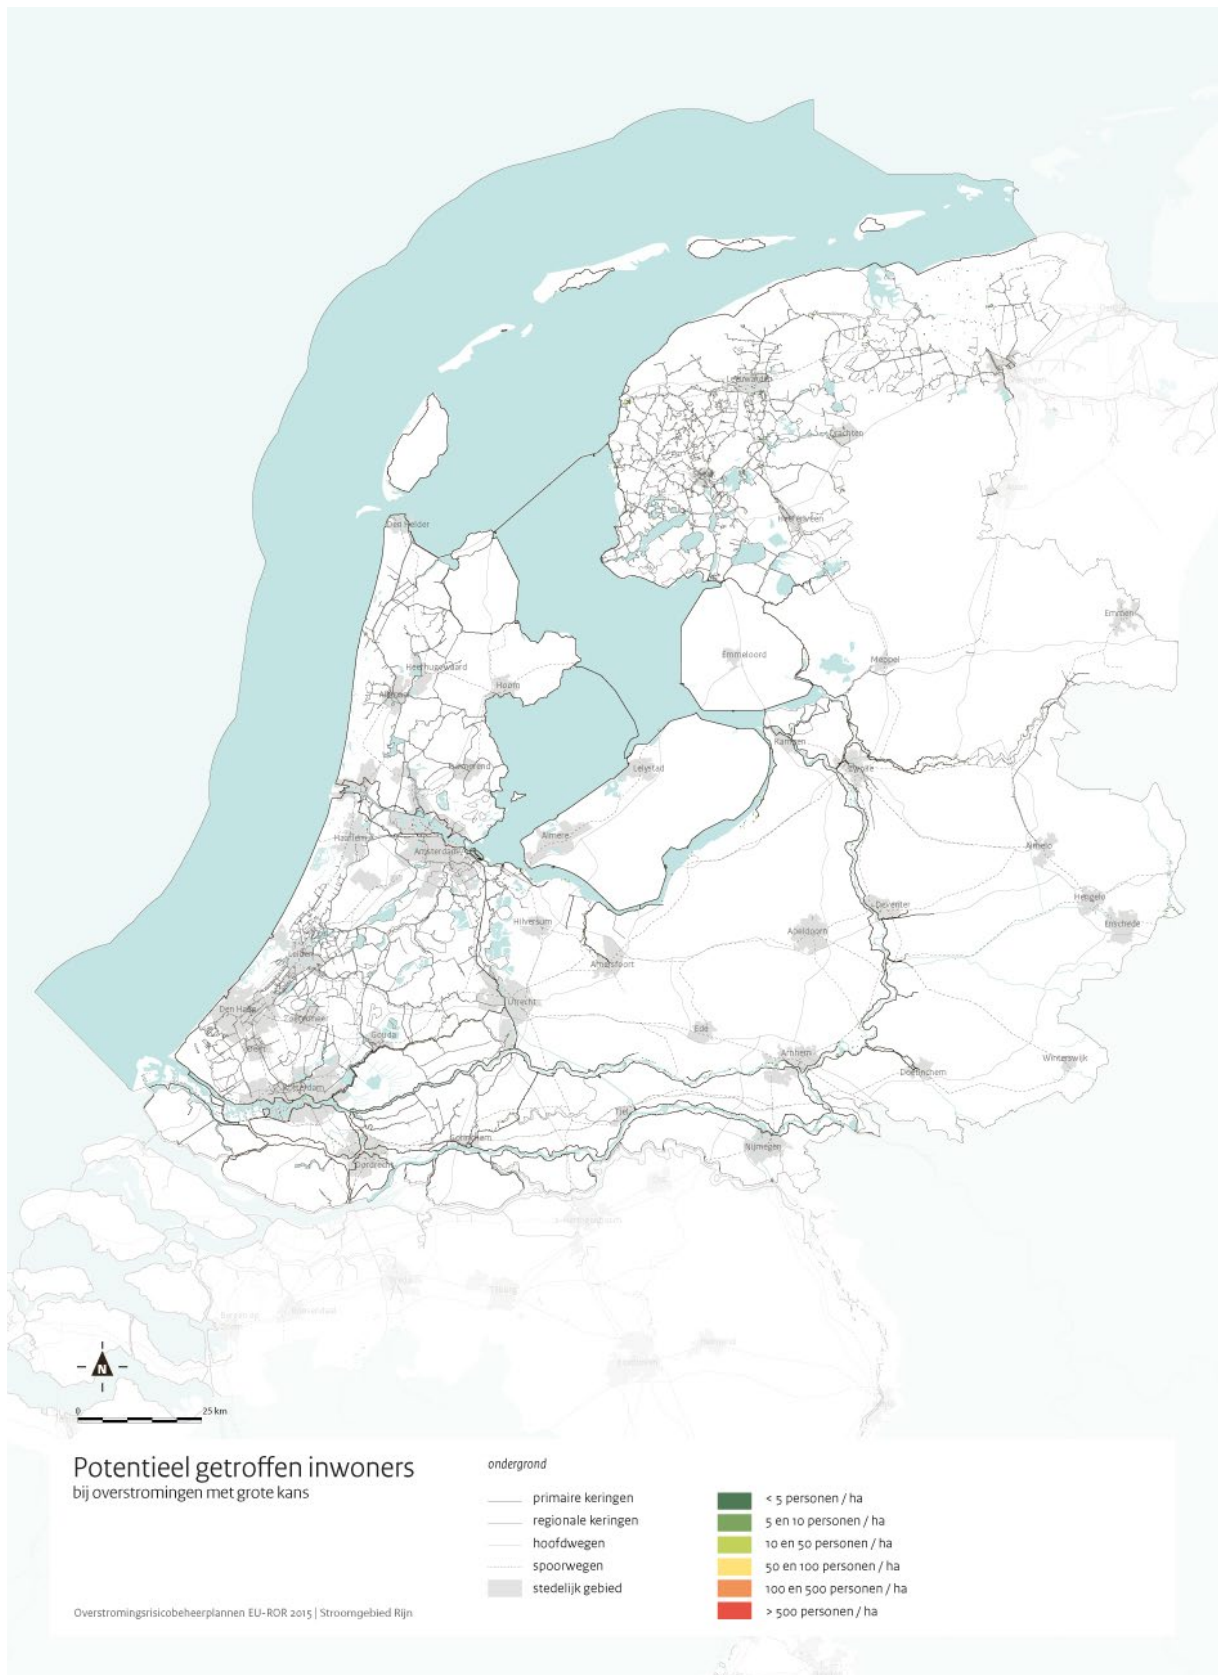 Leeuwarden
Drachten
Den Helder
Heerenveen
Emmen
Emmeloord
Meppel
Heerhugowaard
Hoorn
Alkmaar
Kampen
Purmerend
Lelystad
Zwolle
Haarlem
Almere
Amsterdam
Almelo
Hengelo
Deventer
Enschede
Hilversum
Apeldoorn
Leiden
Amersfoort
Utrecht
Den Haag
Zoetermeer
Gouda
Ede
Delft
Arnhem
Winterswijk
Doetinchem
Rotterdam
Tiel
Gorinchem
Nijmegen
Dordrecht
N
0 25 km
Potentieel getroffen inwoners
bij overstromingen met grote kans
Overstromingsrisicobeheerplannen EU-ROR 2015 | Stroomgebied Rijn
ondergrond
primaire keringen
regionale keringen
hoofdwegen
spoorwegen
stedelijk gebied
< 5 personen / ha
5 en 10 personen / ha
10 en 50 personen / ha
50 en 100 personen / ha
100 en 500 personen / ha
> 500 personen / ha